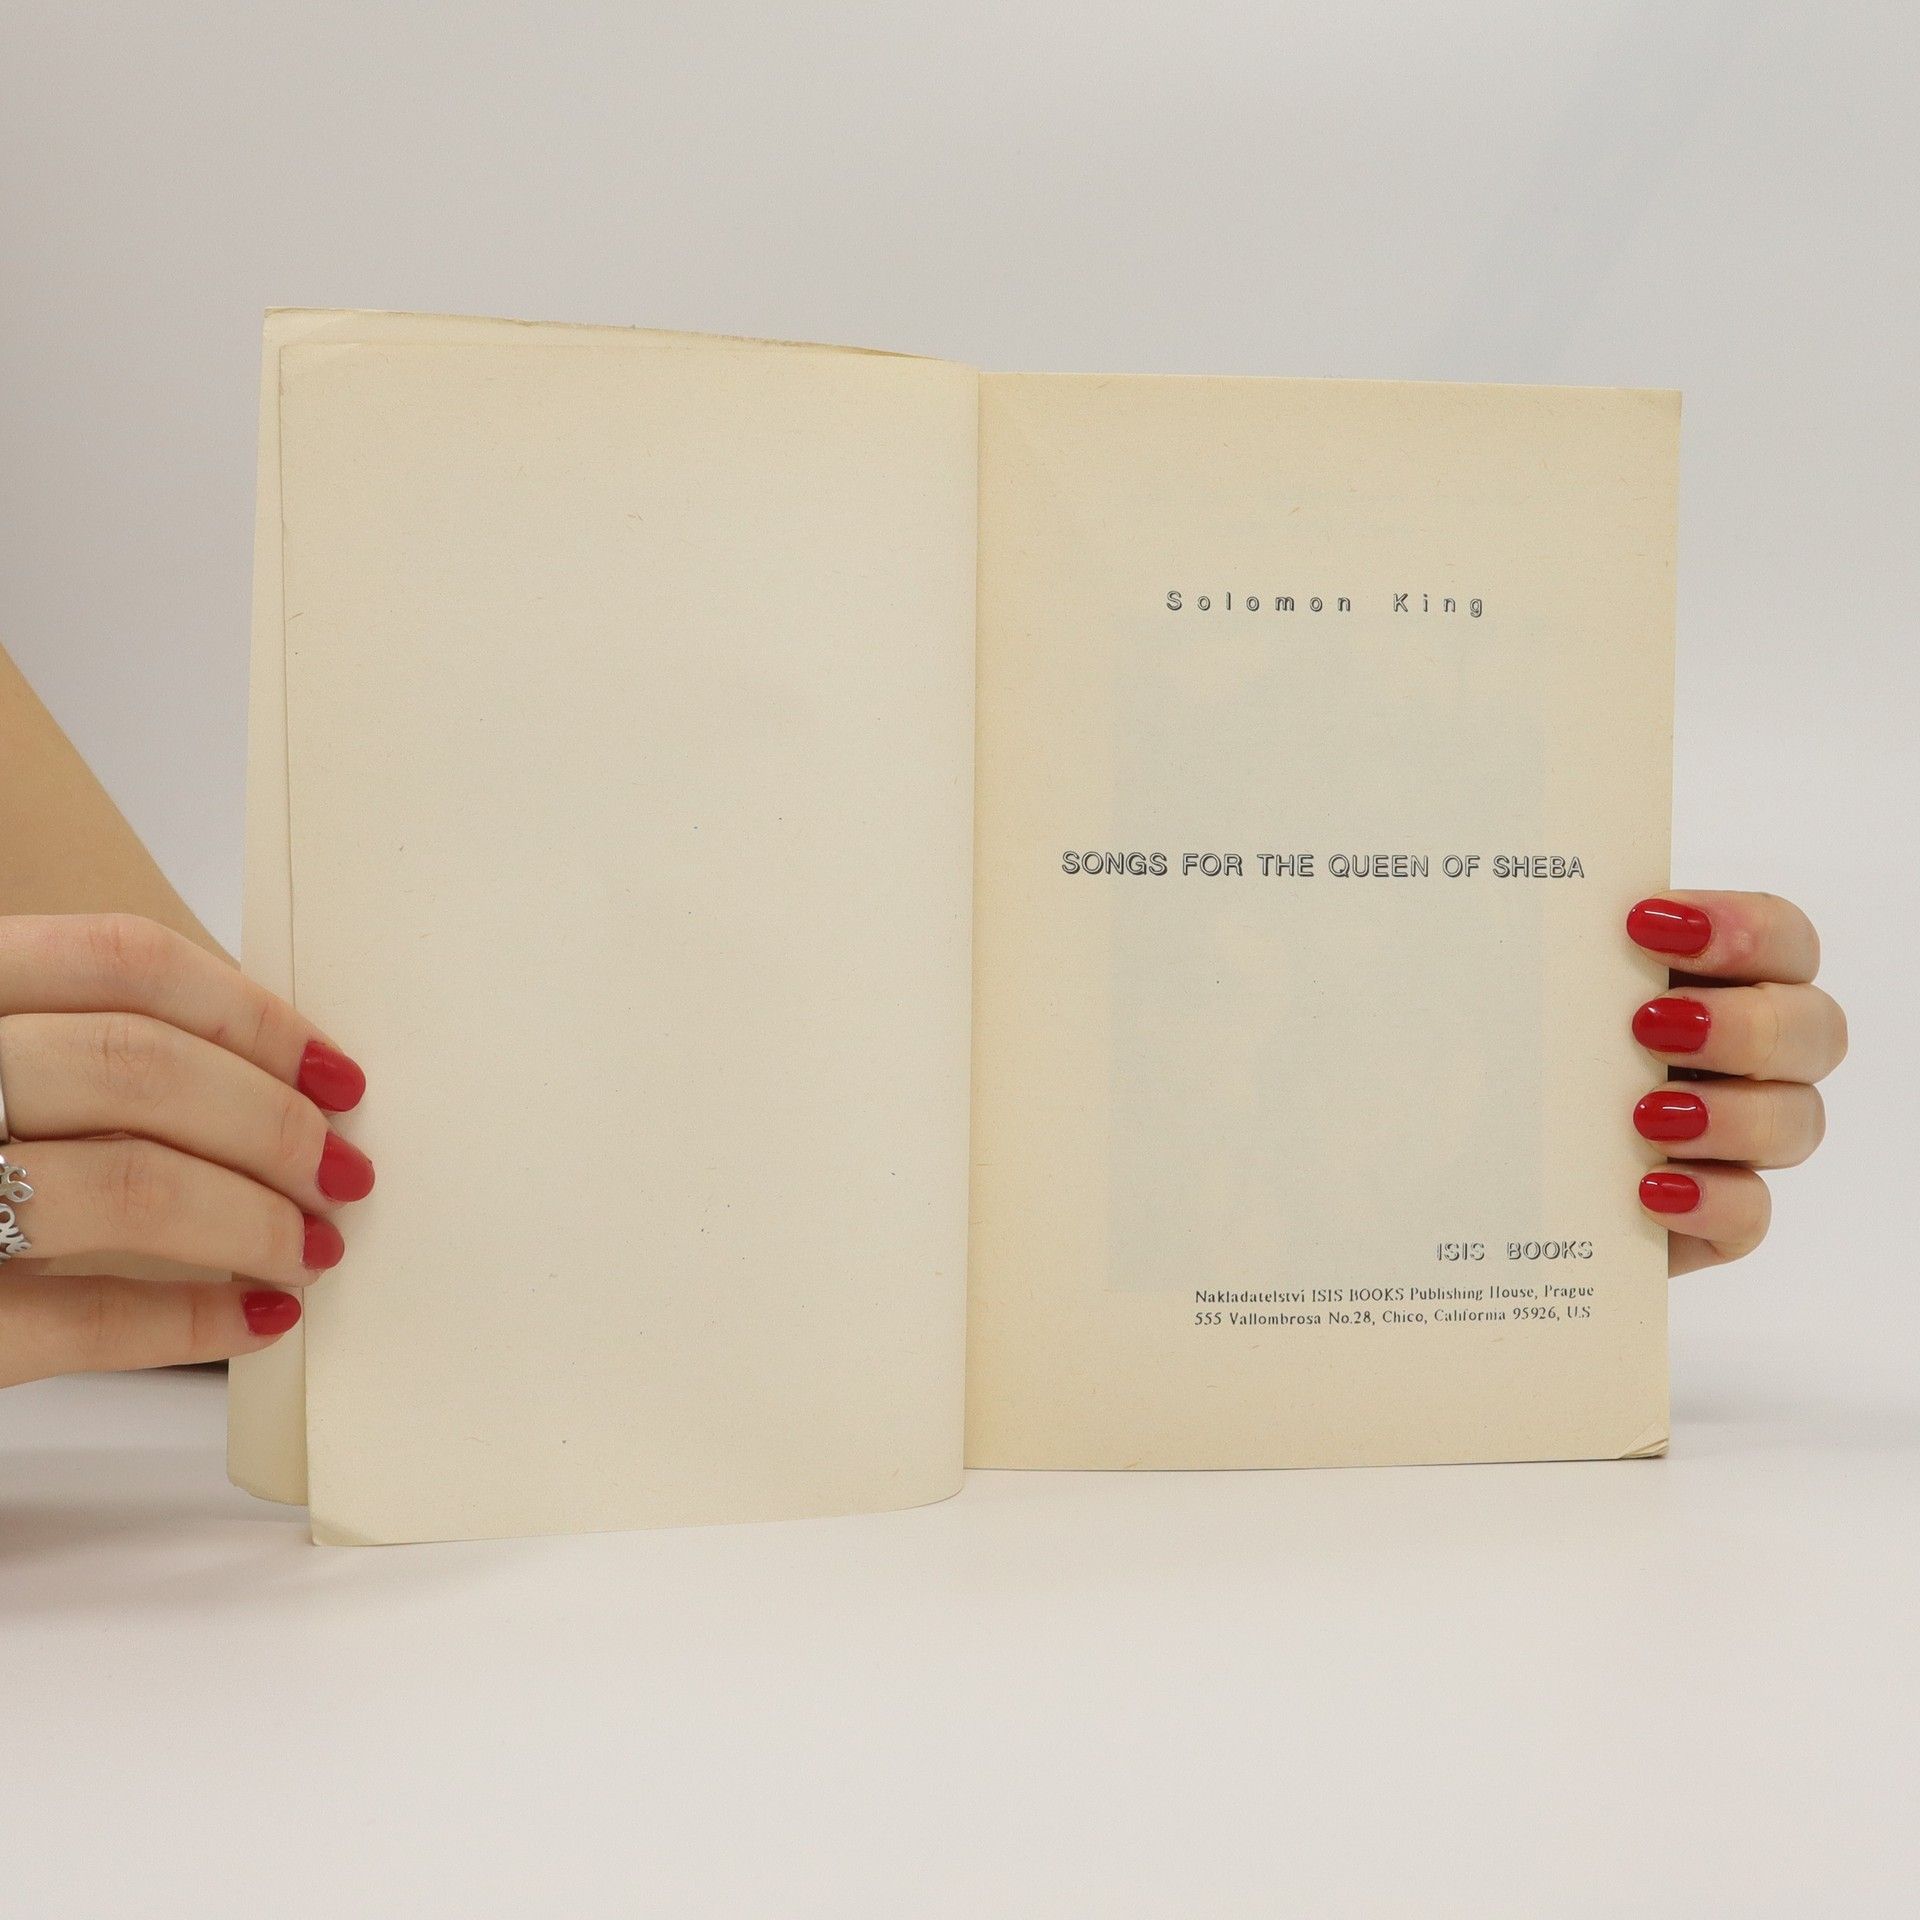 Solomon King
SONGS FOR THE QUEEN OF SHEBA
ISIS BOOKS
Nakladatelství ISIS BOOKS Publishing House, Prague
555 Vallombrosa No.28, Chico, California 95926, U.S
ove